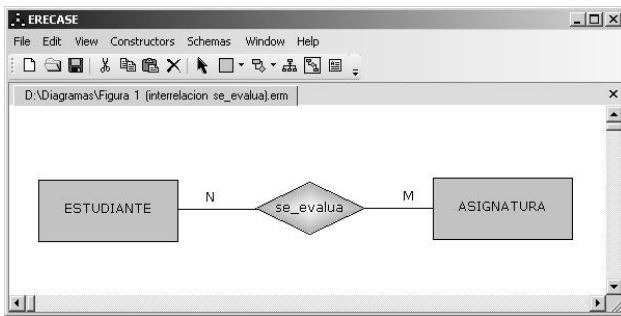 ERECASE
File Edit View Constructors Schemas Window Help
D:\Diagramas\Figura 1 (interrelacion se_evalua).erm
ESTUDIANTE N se_evalua M ASIGNATURA